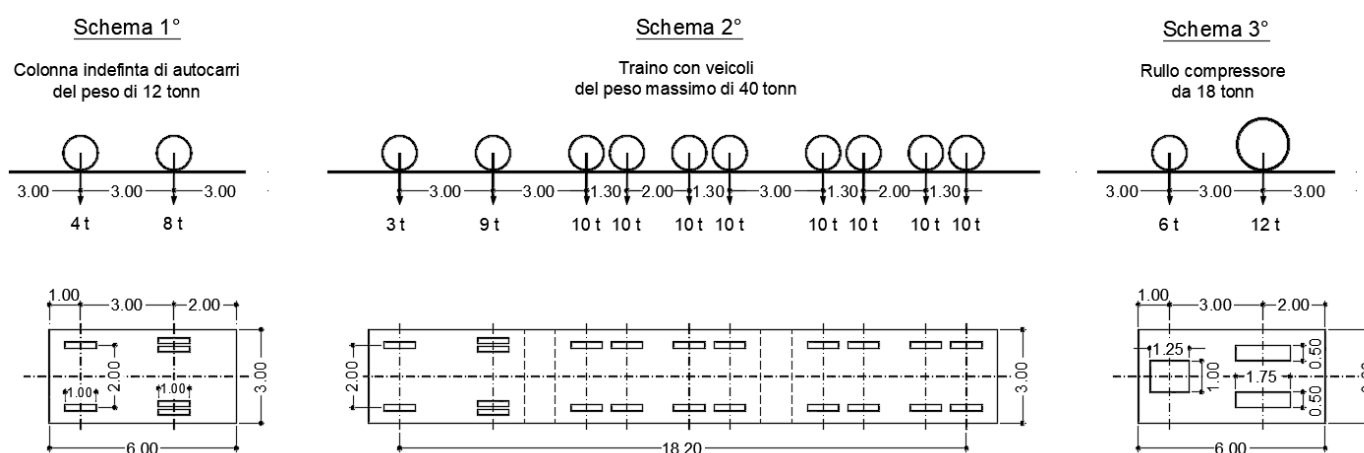 Schema 1°
Colonna indefinta di autocarri
del peso di 12 tonn
3.00 3.00 3.00
4 t 8 t
1.00 3.00 2.00
1.00 2.00 1.00 3.00
6.00
Schema 2°
Traino con veicoli
del peso massimo di 40 tonn
3.00 3.00 1.30 2.00 1.30 3.00 1.30 2.00 1.30
3 t 9 t 10 t 10 t 10 t 10 t 10 t 10 t 10 t 10 t
2.00 3.00
18.20
Schema 3°
Rullo compressore
da 18 tonn
3.00 3.00 3.00
6 t 12 t
1.00 3.00 2.00
1.25 1.00 1.75 0.50 0.50
6.00